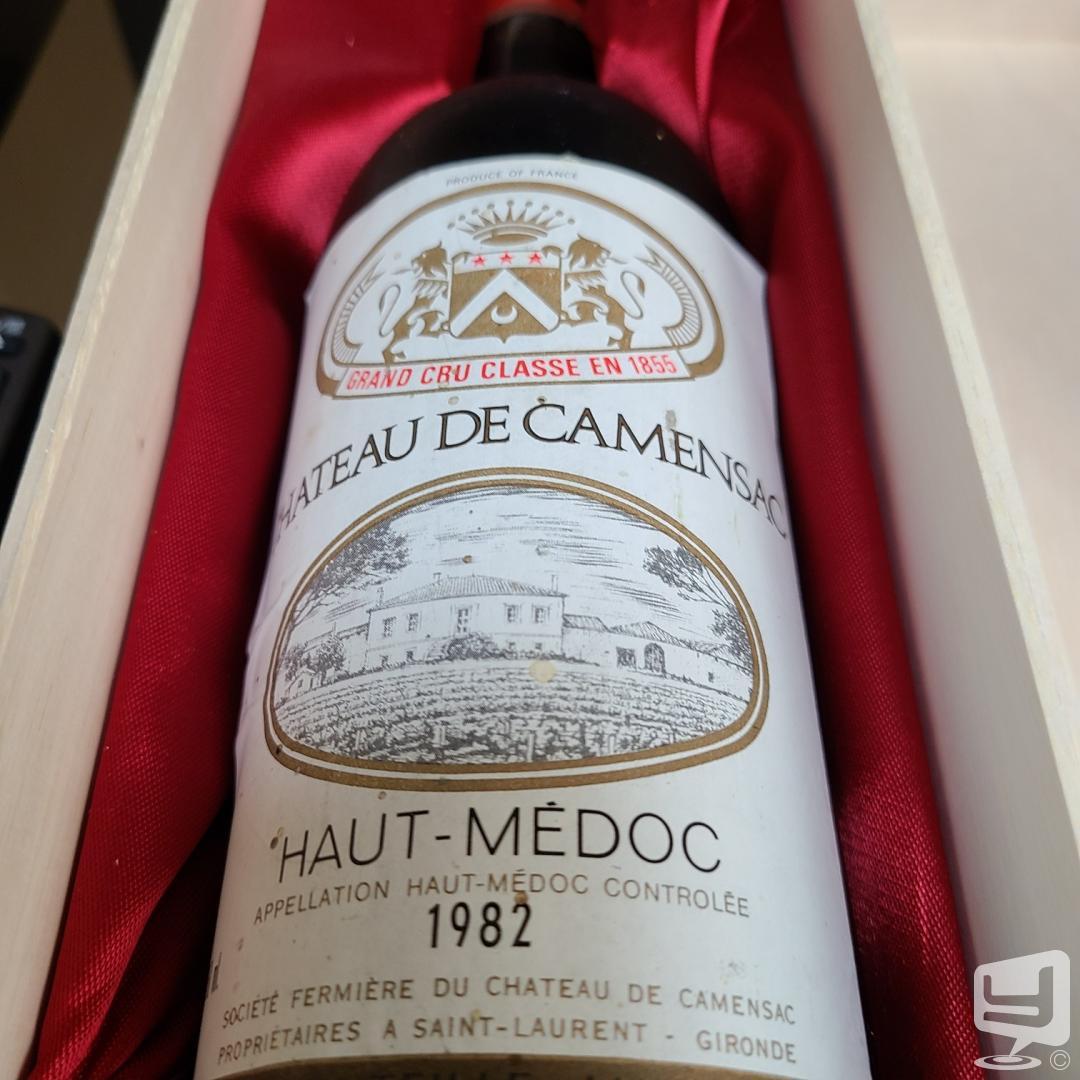 PRODUCE OF FRANCE
GRAND CRU CLASSE EN 1855
CHATEAU DE CAMENSAC
HAUT-MÉDOC
APPELLATION HAUT-MÉDOC CONTROLÉE
1982
SOCIÉTÉ FERMIÈRE DU CHATEAU DE CAMENSAC
PROPRIÉTAIRES A SAINT-LAURENT - GIRONDE